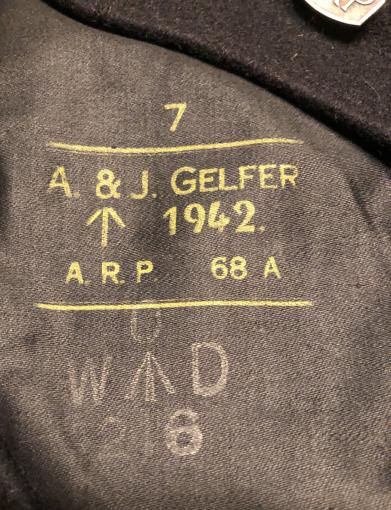 7
A. & J. GELFER
↑ 1942.
A. R. P. 68 A
W ↑ D